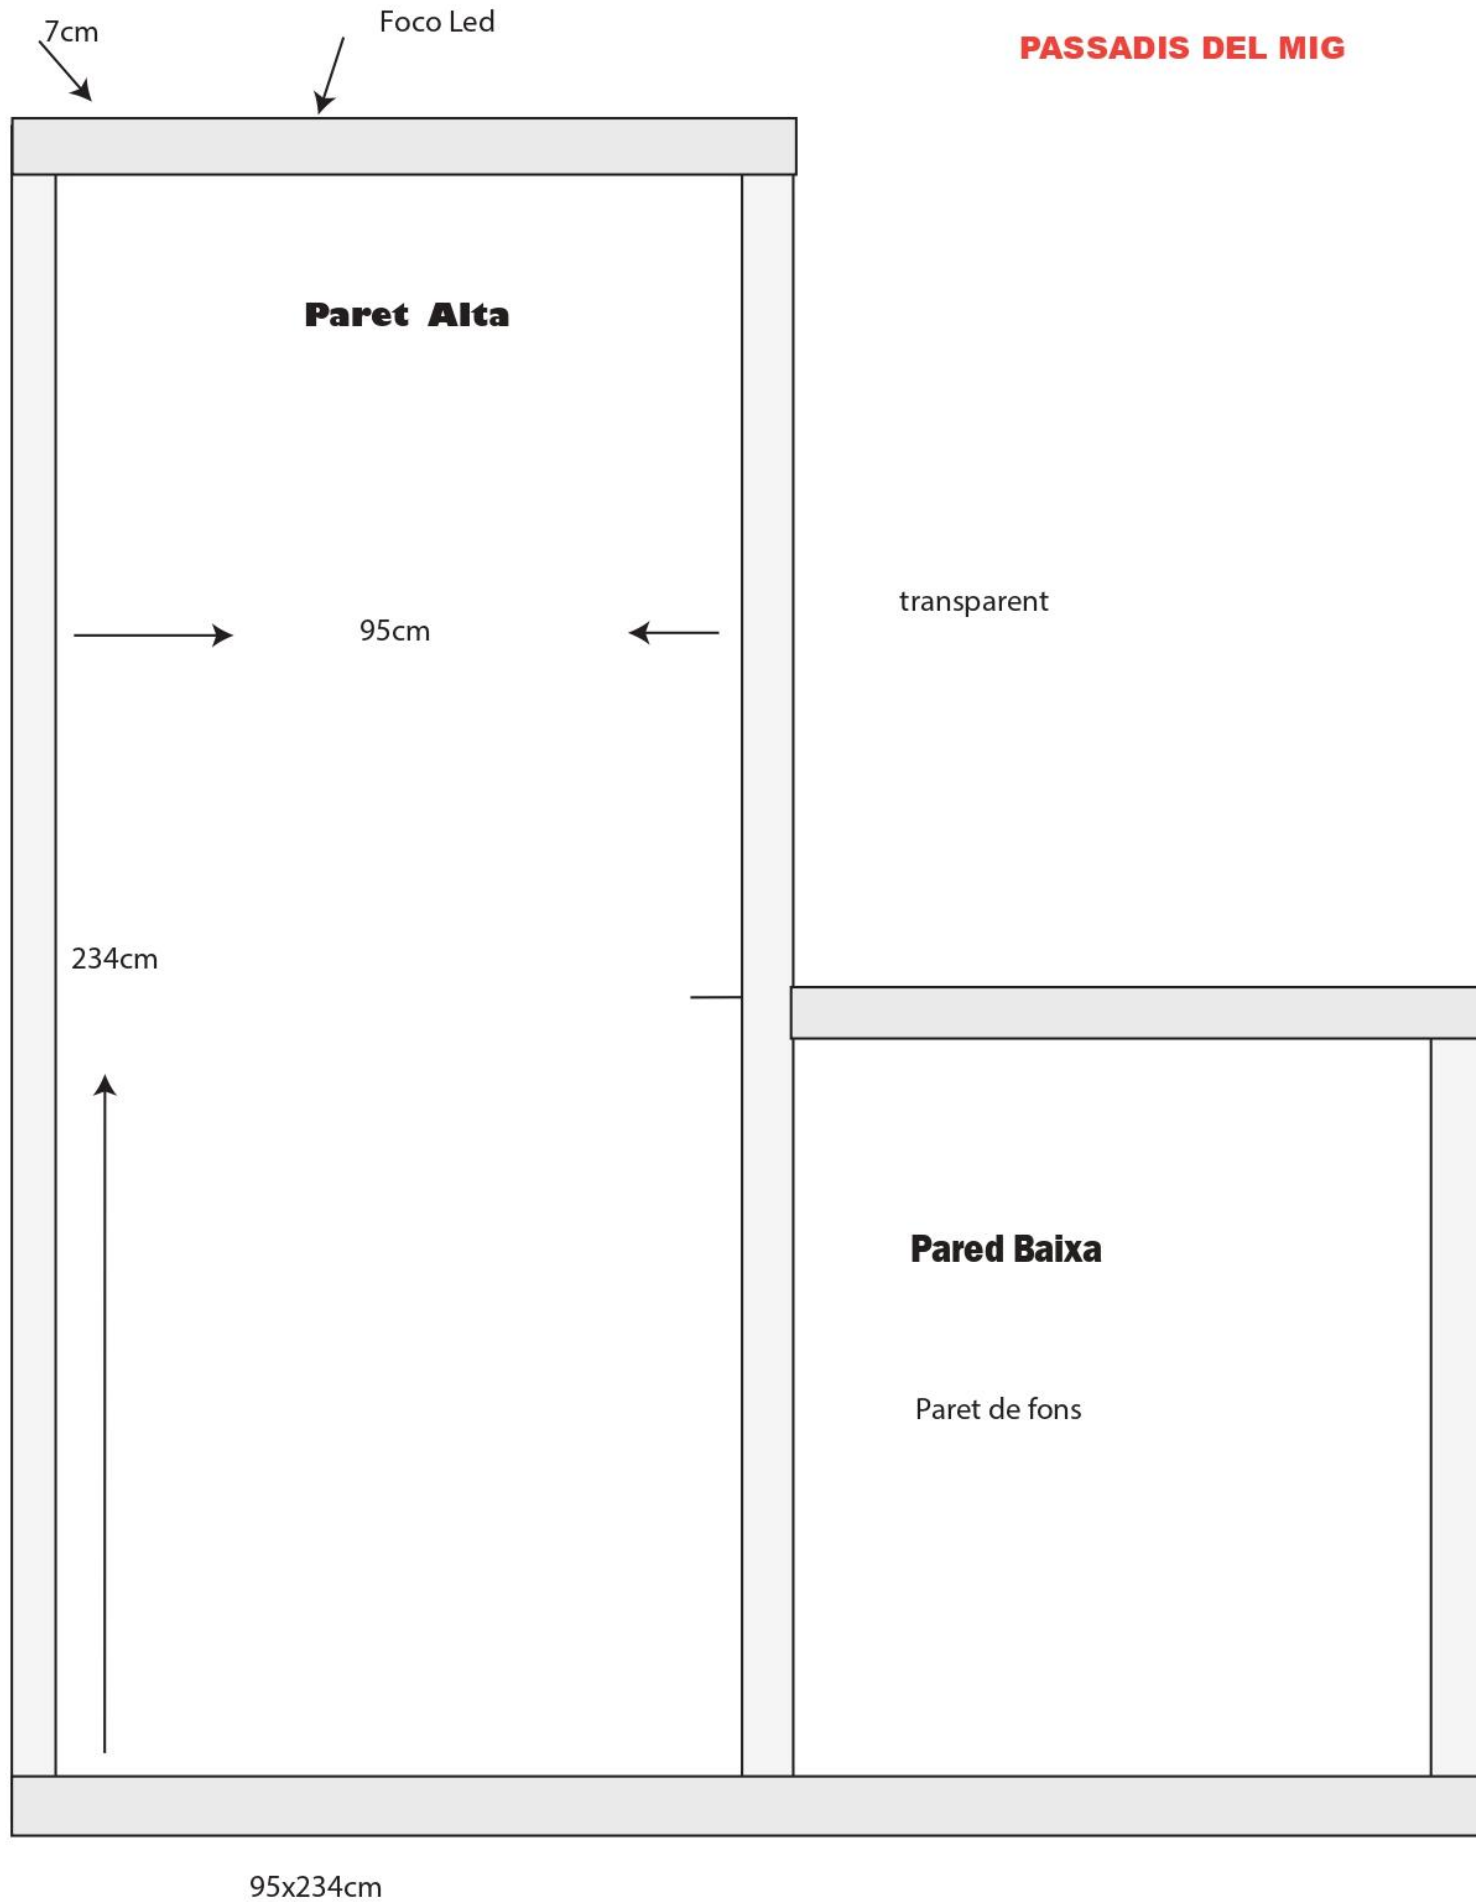 7cm
Foco Led
PASSADIS DEL MIG
Paret Alta
transparent
95cm
234cm
Pared Baixa
Paret de fons
95x234cm